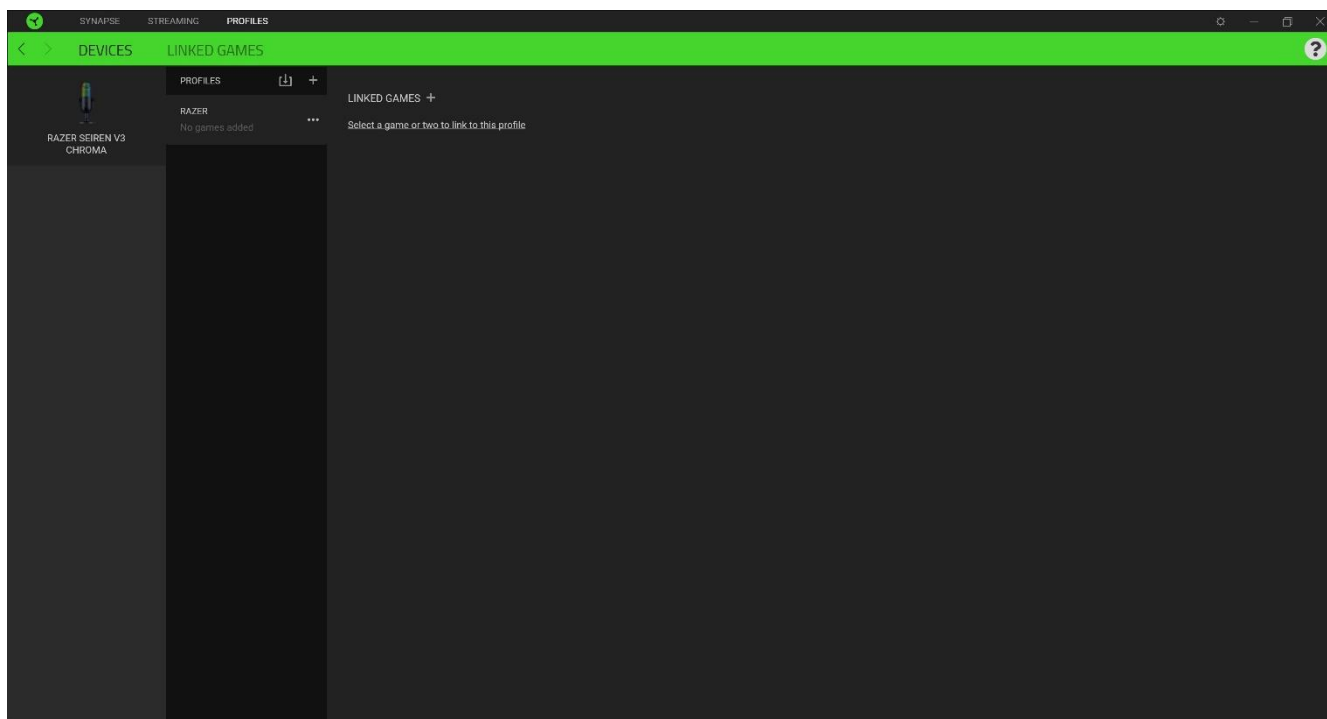 SYNAPSE STREAMING PROFILES
DEVICES LINKED GAMES
RAZER SEIREN V3
CHROMA
PROFILES
RAZER
No games added
LINKED GAMES
Select a game or two to link to this profile